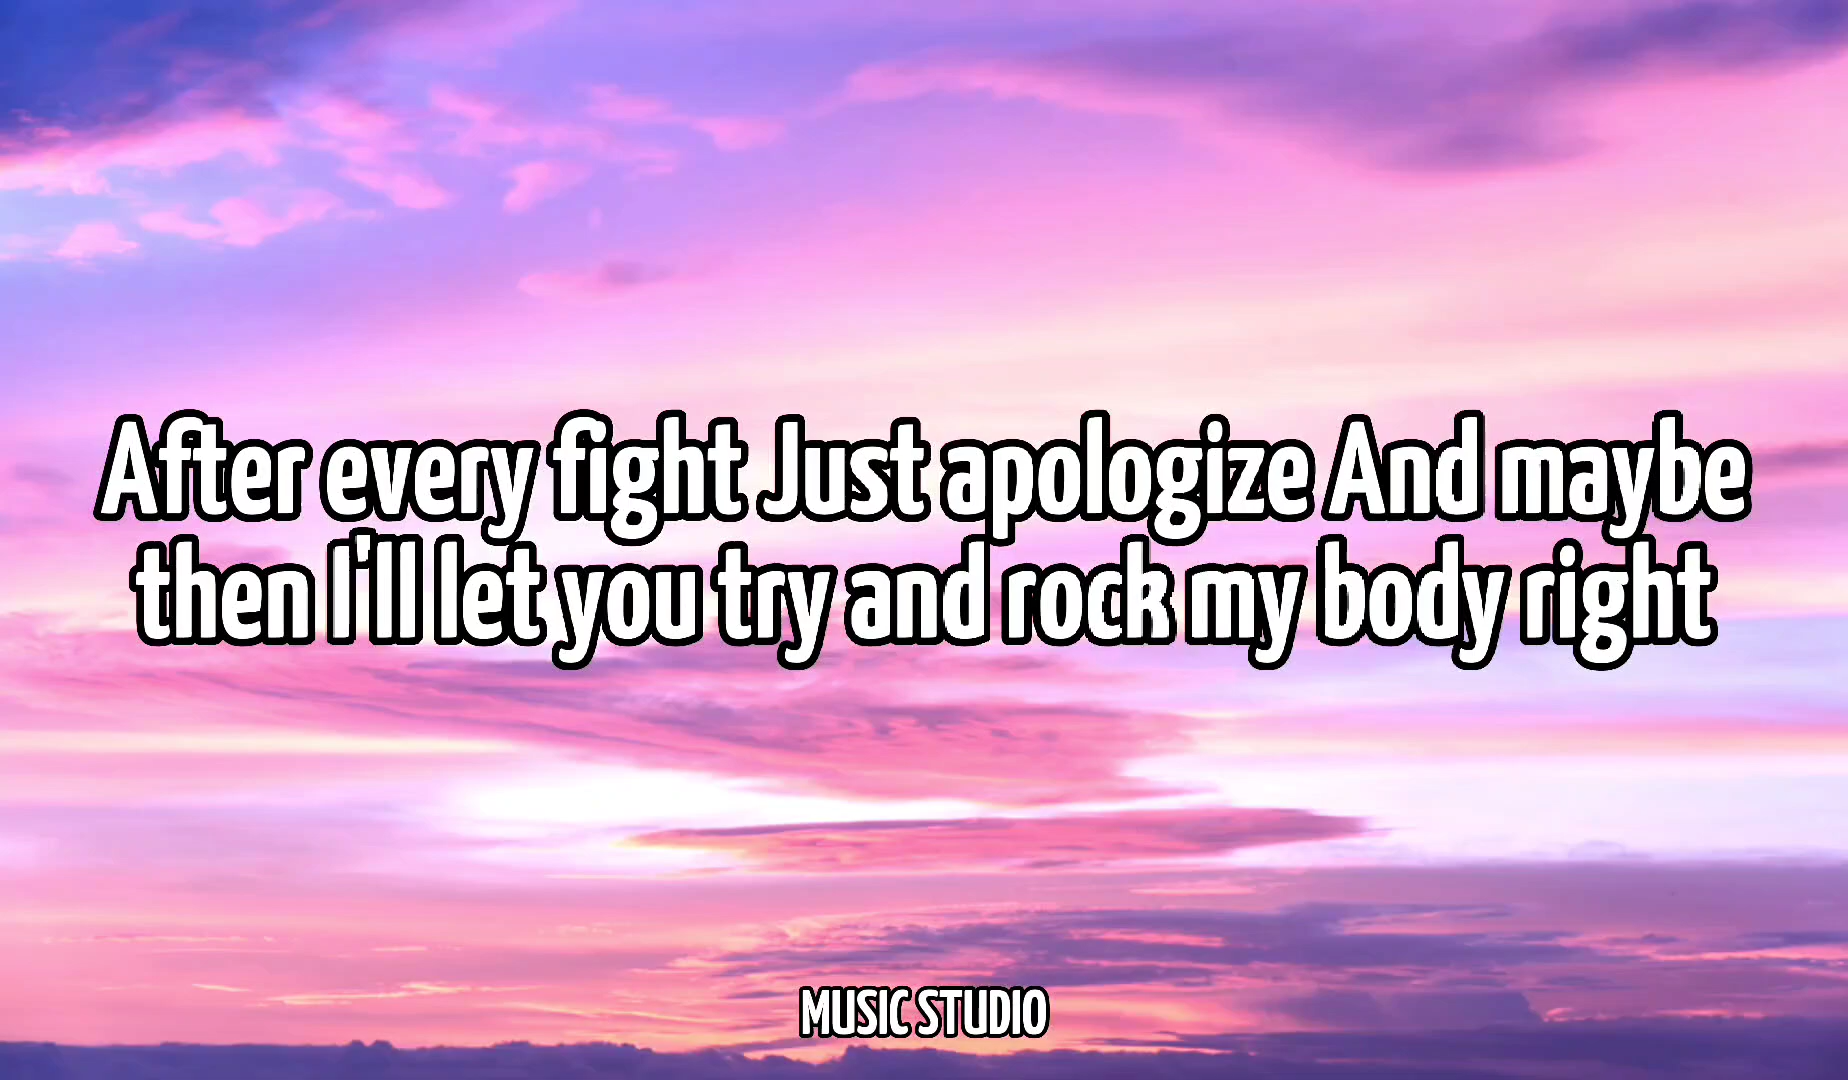 After every fight Just apologize And maybe
then I'll let you try and rock my body right
MUSIC STUDIO